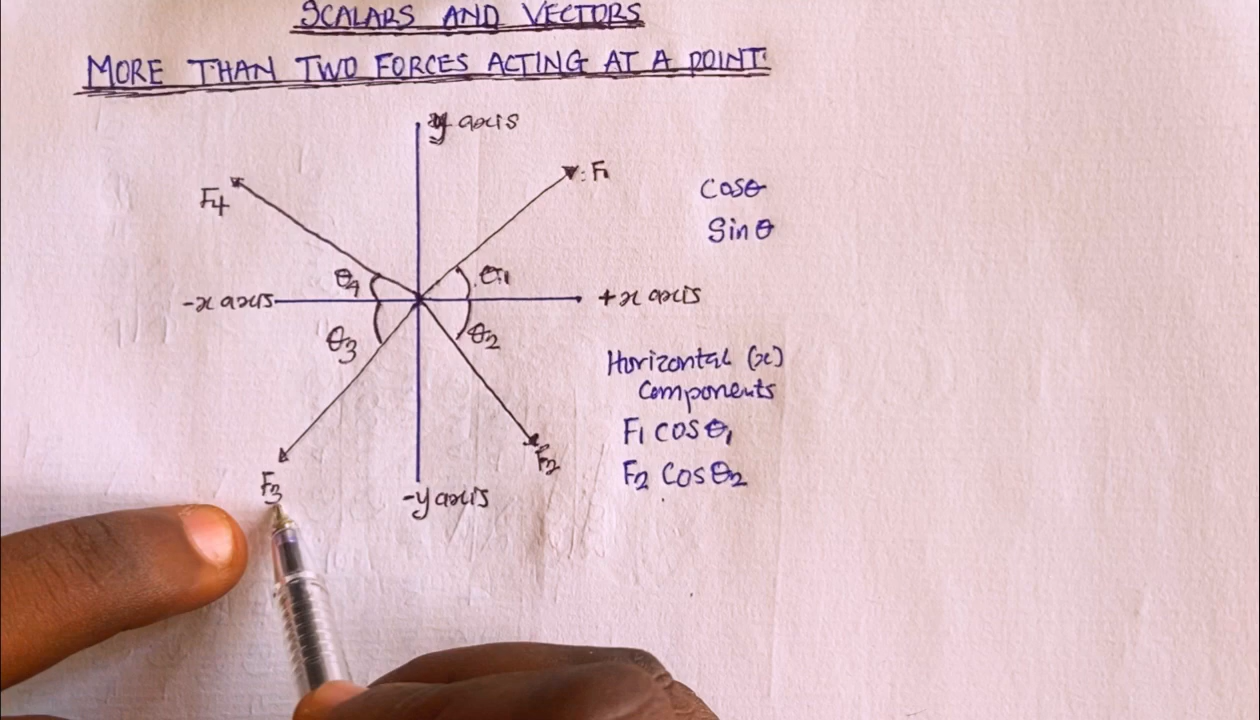 SCALARS AND VECTORS
MORE THAN TWO FORCES ACTING AT A POINT.
y axis
F4
F1
Cosθ
Sinθ
θ4
θ1
-x axis
+x axis
θ3
θ2
Horizontal (x)
Components
F1 cosθ1
F2 Cosθ2
F2
F3
-y axis